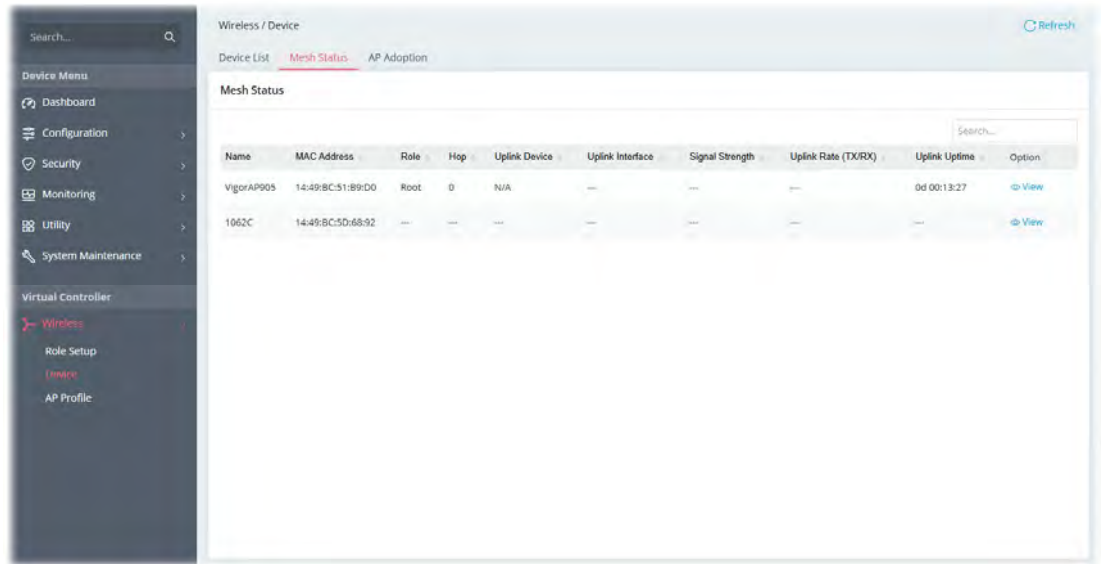 Search...
Device Menu
Dashboard
Configuration
Security
Monitoring
Utility
System Maintenance
Virtual Controller
Wireless
Role Setup
Device
AP Profile
Wireless / Device
Refresh
Device List Mesh Status AP Adoption
Mesh Status
Search...
Name MAC Address Role Hop Uplink Device Uplink Interface Signal Strength Uplink Rate (TX/RX) Uplink Uptime Option
VigorAP905 14:49:BC:51:B9:D0 Root 0 N/A --- --- --- 0d 00:13:27 View
1062C 14:49:BC:5D:68:92 --- --- --- --- --- --- --- View